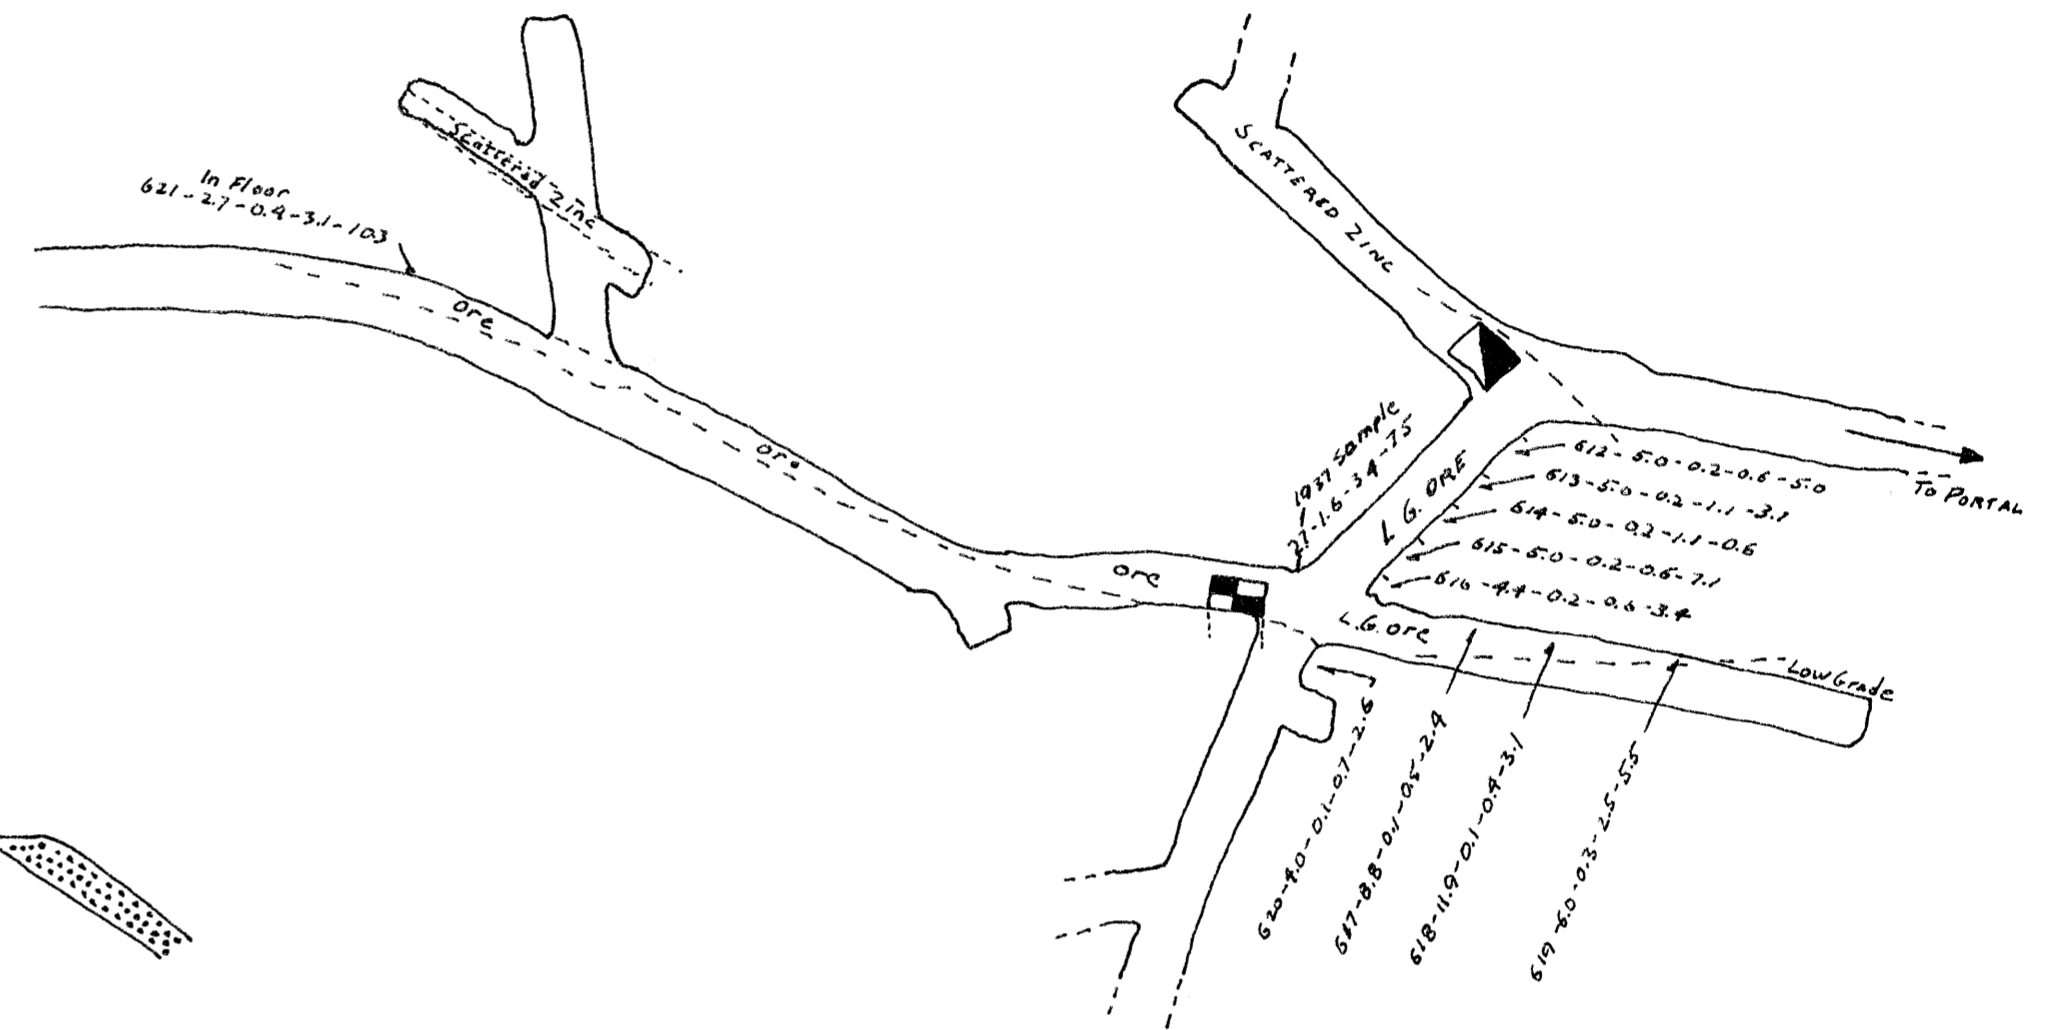 In Floor
621-2.7-0.4-3.1-10.3
Scattered Zinc
ore
ore
ore
SCATTERED ZINC
1937 Sample
2.7-1.6-3.4-7.5
L.G. ORE
612-5.0-0.2-0.6-5.0
613-5.0-0.2-1.1-3.1
614-5.0-0.2-1.1-0.6
615-5.0-0.2-0.6-7.1
616-4.4-0.2-0.6-3.4
To PORTAL
L.G. ore
Low Grade
620-4.0-0.1-0.7-2.6
617-8.8-0.1-0.5-2.4
618-11.9-0.1-0.4-3.1
619-6.0-0.3-2.5-5.5